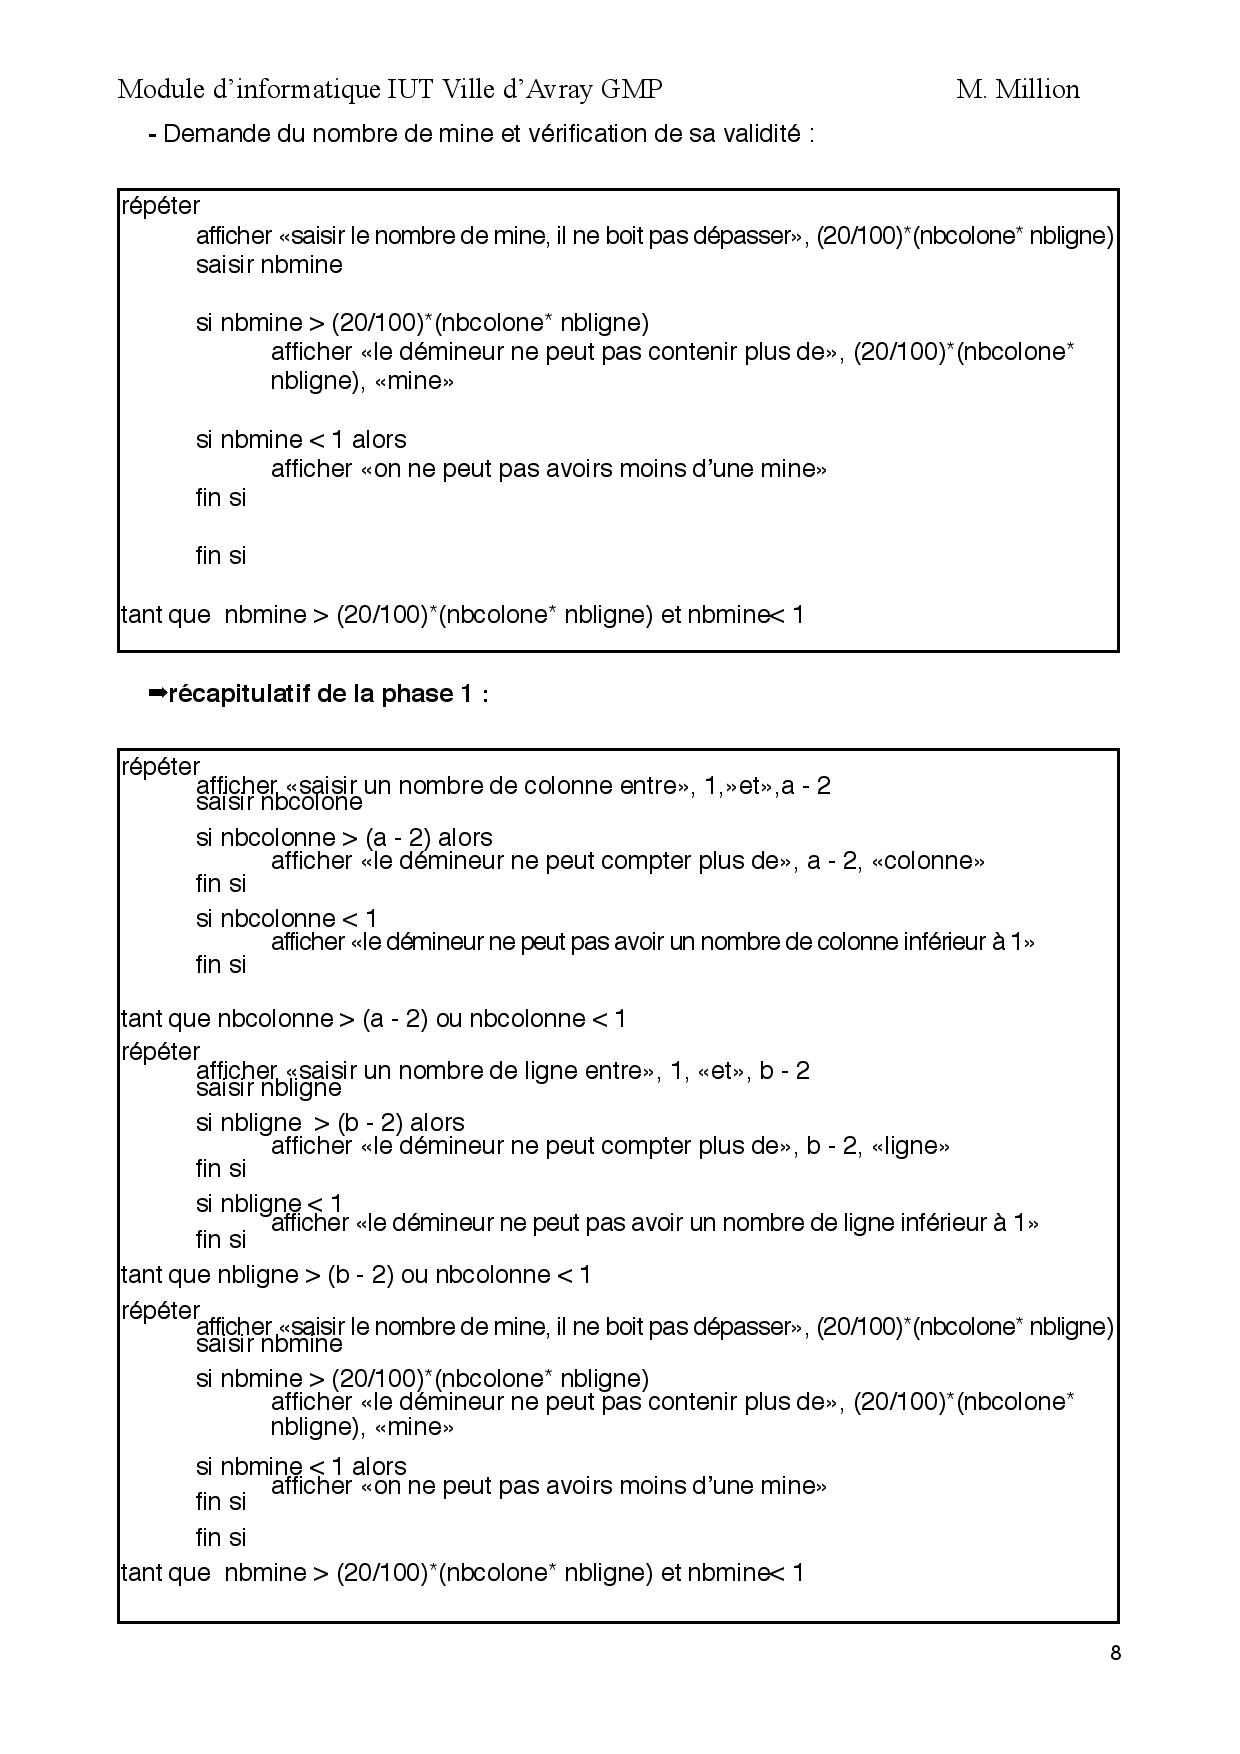 Module d’informatique IUT Ville d’Avray GMP M. Million
- Demande du nombre de mine et vérification de sa validité :
répéter
afficher «saisir le nombre de mine, il ne boit pas dépasser», (20/100)*(nbcolone* nbligne)
saisir nbmine
si nbmine > (20/100)*(nbcolone* nbligne)
afficher «le démineur ne peut pas contenir plus de», (20/100)*(nbcolone*
nbligne), «mine»
si nbmine < 1 alors
afficher «on ne peut pas avoirs moins d’une mine»
fin si
fin si
tant que nbmine > (20/100)*(nbcolone* nbligne) et nbmine< 1
➡récapitulatif de la phase 1 :
répéter
afficher «saisir un nombre de colonne entre», 1,»et»,a - 2
saisir nbcolone
si nbcolonne > (a - 2) alors
afficher «le démineur ne peut compter plus de», a - 2, «colonne»
fin si
si nbcolonne < 1
afficher «le démineur ne peut pas avoir un nombre de colonne inférieur à 1»
fin si
tant que nbcolonne > (a - 2) ou nbcolonne < 1
répéter
afficher «saisir un nombre de ligne entre», 1, «et», b - 2
saisir nbligne
si nbligne > (b - 2) alors
afficher «le démineur ne peut compter plus de», b - 2, «ligne»
fin si
si nbligne < 1
afficher «le démineur ne peut pas avoir un nombre de ligne inférieur à 1»
fin si
tant que nbligne > (b - 2) ou nbcolonne < 1
répéter
afficher «saisir le nombre de mine, il ne boit pas dépasser», (20/100)*(nbcolone* nbligne)
saisir nbmine
si nbmine > (20/100)*(nbcolone* nbligne)
afficher «le démineur ne peut pas contenir plus de», (20/100)*(nbcolone*
nbligne), «mine»
si nbmine < 1 alors
afficher «on ne peut pas avoirs moins d’une mine»
fin si
fin si
tant que nbmine > (20/100)*(nbcolone* nbligne) et nbmine< 1
8